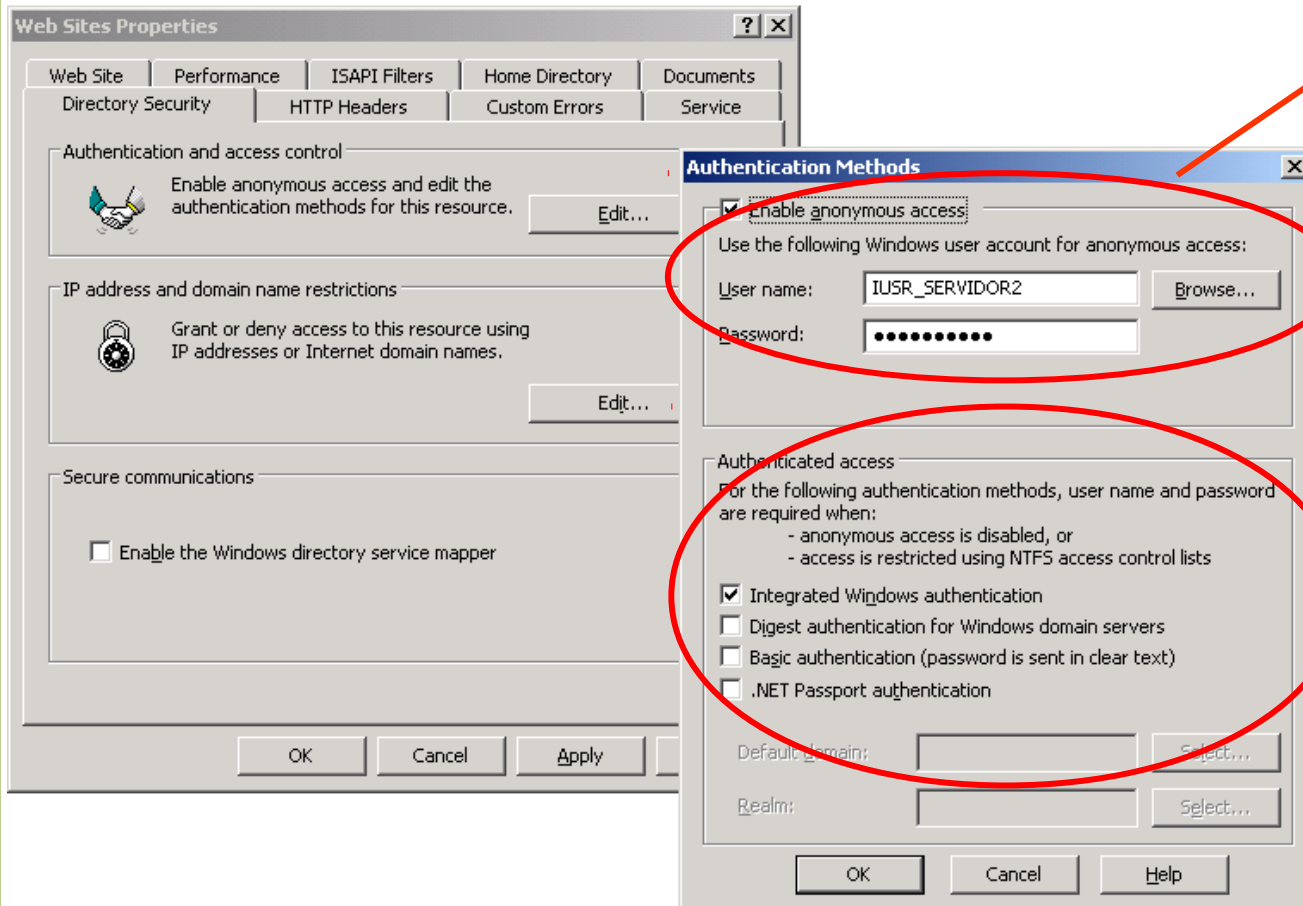 Web Sites Properties
Web Site Performance ISAPI Filters Home Directory Documents
Directory Security HTTP Headers Custom Errors Service
Authentication and access control
Enable anonymous access and edit the
authentication methods for this resource.
Edit...
IP address and domain name restrictions
Grant or deny access to this resource using
IP addresses or Internet domain names.
Edit...
Secure communications
Enable the Windows directory service mapper
OK Cancel Apply
Authentication Methods
Enable anonymous access
Use the following Windows user account for anonymous access:
User name: IUSR_SERVIDOR2 Browse...
Password: ●●●●●●●●●●
Authenticated access
For the following authentication methods, user name and password
are required when:
- anonymous access is disabled, or
- access is restricted using NTFS access control lists
Integrated Windows authentication
Digest authentication for Windows domain servers
Basic authentication (password is sent in clear text)
.NET Passport authentication
Default domain: Select...
Realm: Select...
OK Cancel Help